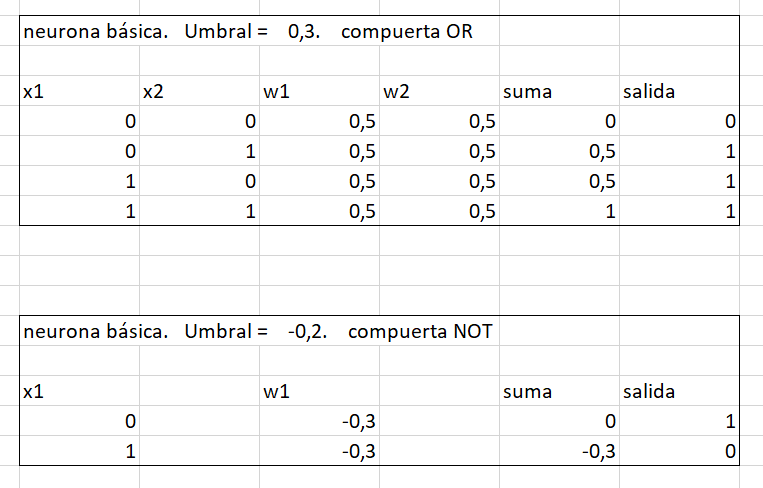 neurona básica. Umbral = 0,3. compuerta OR
x1 x2 w1 w2 suma salida
0 0 0,5 0,5 0 0
0 1 0,5 0,5 0,5 1
1 0 0,5 0,5 0,5 1
1 1 0,5 0,5 1 1
neurona básica. Umbral = -0,2. compuerta NOT
x1 w1 suma salida
0 -0,3 0 1
1 -0,3 -0,3 0